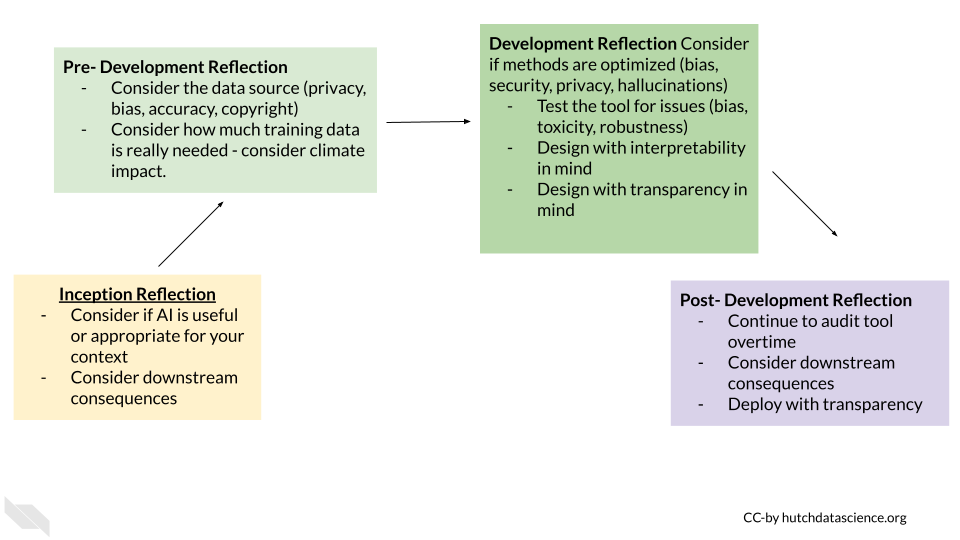 Pre- Development Reflection
- Consider the data source (privacy,
bias, accuracy, copyright)
- Consider how much training data
is really needed - consider climate
impact.
Development Reflection Consider
if methods are optimized (bias,
security, privacy, hallucinations)
- Test the tool for issues (bias,
toxicity, robustness)
- Design with interpretability
in mind
- Design with transparency in
mind
Inception Reflection
- Consider if AI is useful
or appropriate for your
context
- Consider downstream
consequences
Post- Development Reflection
- Continue to audit tool
overtime
- Consider downstream
consequences
- Deploy with transparency
CC-by hutchdatascience.org